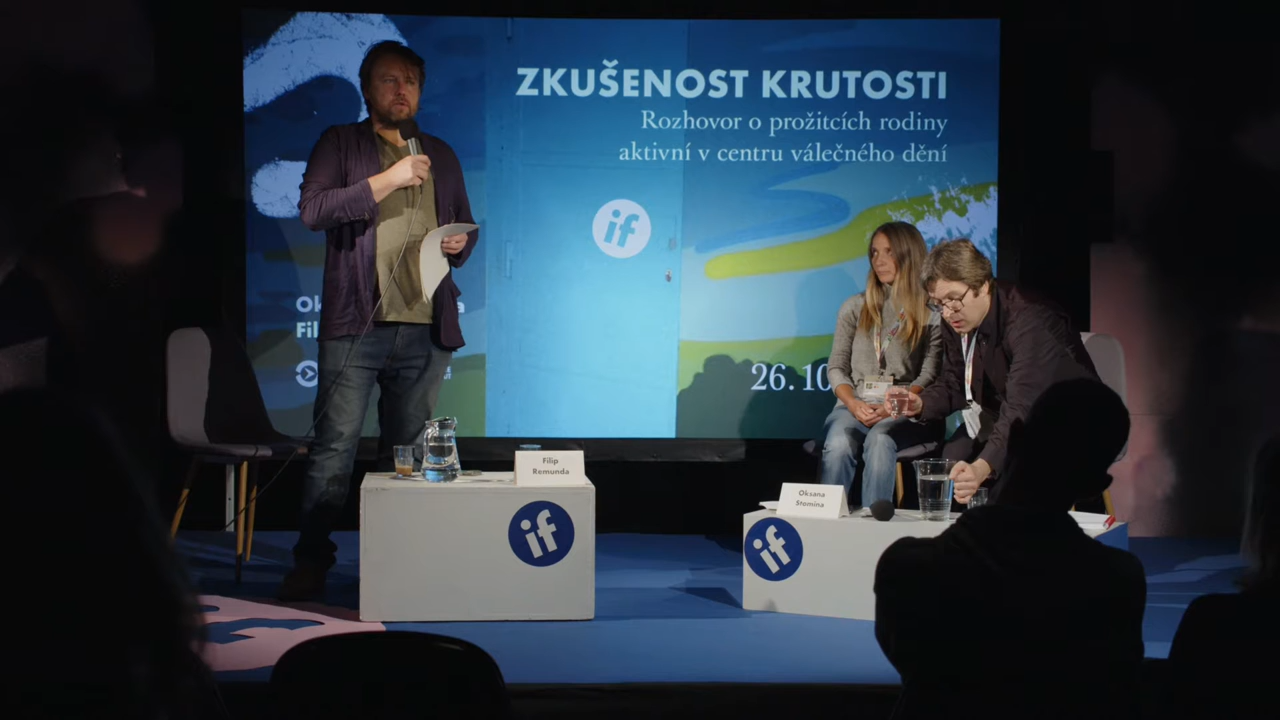 ZKUŠENOST KRUTOSTI
Rozhovor o prožitcích rodiny
aktivní v centru válečného dění
if
26.10
Filip
Remunda
Oksana
Stemina
if
if